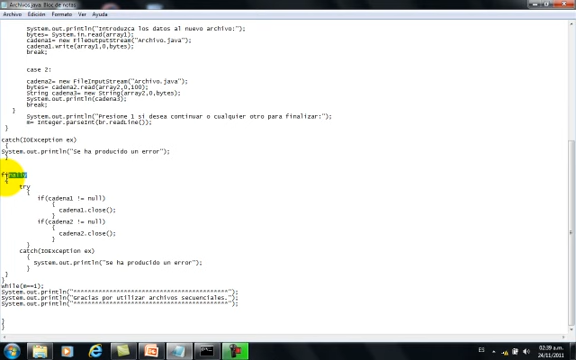 Archivos.java: Bloc de notas
Archivo Edición Formato Ver Ayuda
System.out.println("Introduzca los datos al nuevo archivo:");
bytes= System.in.read(array1);
cadena1= new FileOutputStream("Archivo.java");
cadena1.write(array1,0,bytes);
break;
case 2:
cadena2= new FileInputStream("Archivo.java");
bytes= cadena2.read(array2,0,100);
String cadena3= new String(array2,0,bytes);
System.out.println(cadena3);
break;
}
System.out.println("Presione 1 si desea continuar o cualquier otro para finalizar:");
m= Integer.parseInt(br.readLine());
}
catch(IOException ex)
{
System.out.println("Se ha producido un error");
}
finally
{
try
{
if(cadena1 != null)
{
cadena1.close();
}
if(cadena2 != null)
{
cadena2.close();
}
}
catch(IOException ex)
{
System.out.println("Se ha producido un error");
}
}
}
while(m==1);
System.out.println("****************************************");
System.out.println("Gracias por utilizar archivos secuenciales.");
System.out.println("****************************************");
}
}
ES
02:39 a.m.
24/11/2011